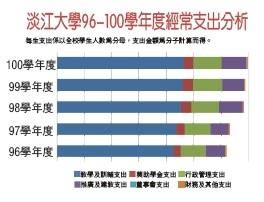 淡江大學96-100學年度經常支出分析
每生支出係以全校學生人數為分母，支出金額為分子計算而得。
100學年度
99學年度
98學年度
97學年度
96學年度
教學及訓輔支出 獎助學金支出 行政管理支出
推廣及建教支出 董事會支出 財務及其他支出